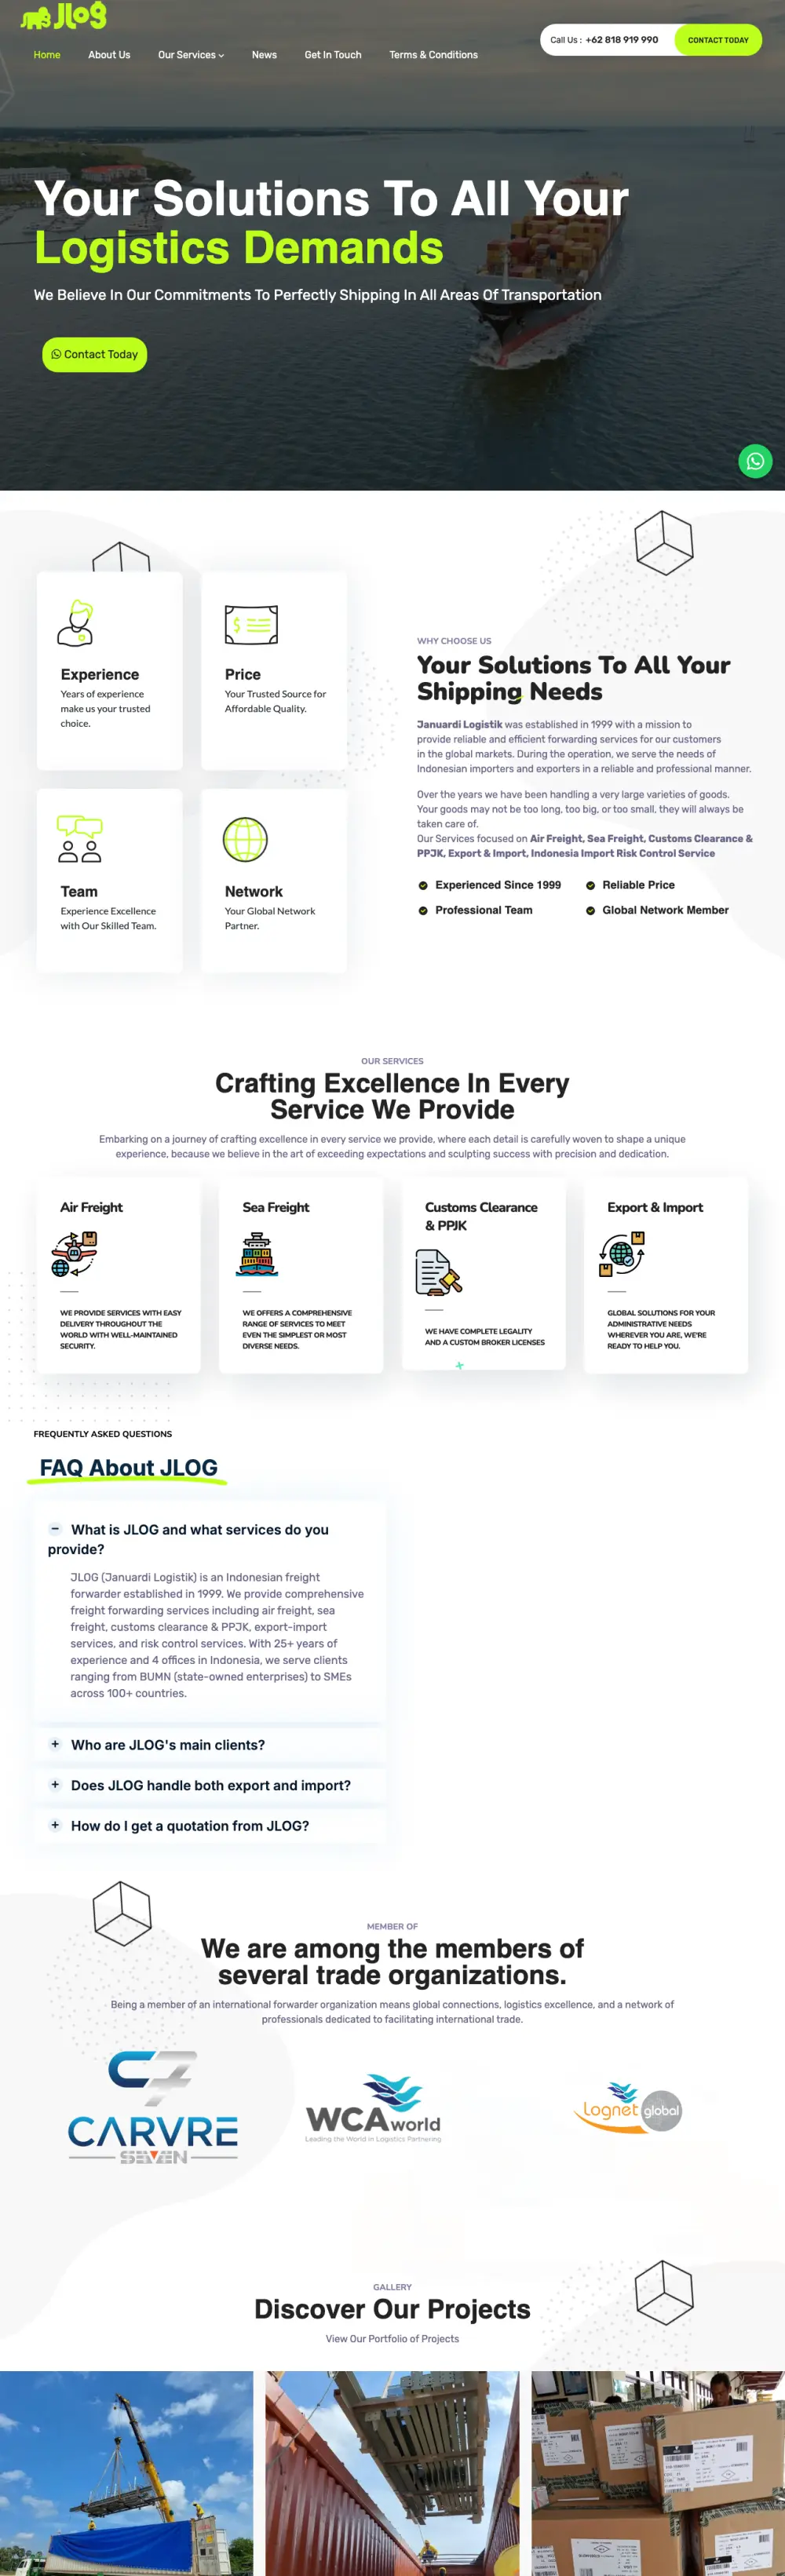 JLog
Call Us : +62 818 919 990
CONTACT TODAY
Home
About Us
Our Services
News
Get In Touch
Terms & Conditions
Your Solutions To All Your
Logistics Demands
We Believe In Our Commitments To Perfectly Shipping In All Areas Of Transportation
Contact Today
Experience
Years of experience
make us your trusted
choice.
Price
Your Trusted Source for
Affordable Quality.
Team
Experience Excellence
with Our Skilled Team.
Network
Your Global Network
Partner.
WHY CHOOSE US
Your Solutions To All Your
Shipping Needs
Januardi Logistik was established in 1999 with a mission to
provide reliable and efficient forwarding services for our customers
in the global markets. During the operation, we serve the needs of
Indonesian importers and exporters in a reliable and professional manner.
Over the years we have been handling a very large varieties of goods.
Your goods may not be too long, too big, or too small, they will always be
taken care of.
Our Services focused on Air Freight, Sea Freight, Customs Clearance &
PPJK, Export & Import, Indonesia Import Risk Control Service
Experienced Since 1999
Reliable Price
Professional Team
Global Network Member
OUR SERVICES
Crafting Excellence In Every
Service We Provide
Embarking on a journey of crafting excellence in every service we provide, where each detail is carefully woven to shape a unique
experience, because we believe in the art of exceeding expectations and sculpting success with precision and dedication.
Air Freight
WE PROVIDE SERVICES WITH EASY
DELIVERY THROUGHOUT THE
WORLD WITH WELL-MAINTAINED
SECURITY.
Sea Freight
WE OFFERS A COMPREHENSIVE
RANGE OF SERVICES TO MEET
EVEN THE SIMPLEST OR MOST
DIVERSE NEEDS.
Customs Clearance
& PPJK
WE HAVE COMPLETE LEGALITY
AND A CUSTOM BROKER LICENSES
Export & Import
GLOBAL SOLUTIONS FOR YOUR
ADMINISTRATIVE NEEDS
WHEREVER YOU ARE, WE'RE
READY TO HELP YOU.
FREQUENTLY ASKED QUESTIONS
FAQ About JLOG
What is JLOG and what services do you
provide?
JLOG (Januardi Logistik) is an Indonesian freight
forwarder established in 1999. We provide comprehensive
freight forwarding services including air freight, sea
freight, customs clearance & PPJK, export-import
services, and risk control services. With 25+ years of
experience and 4 offices in Indonesia, we serve clients
ranging from BUMN (state-owned enterprises) to SMEs
across 100+ countries.
Who are JLOG's main clients?
Does JLOG handle both export and import?
How do I get a quotation from JLOG?
MEMBER OF
We are among the members of
several trade organizations.
Being a member of an international forwarder organization means global connections, logistics excellence, and a network of
professionals dedicated to facilitating international trade.
CARVRE
SEVEN
WCAworld
Leading the World in Logistics Partnering
Lognet global
GALLERY
Discover Our Projects
View Our Portfolio of Projects